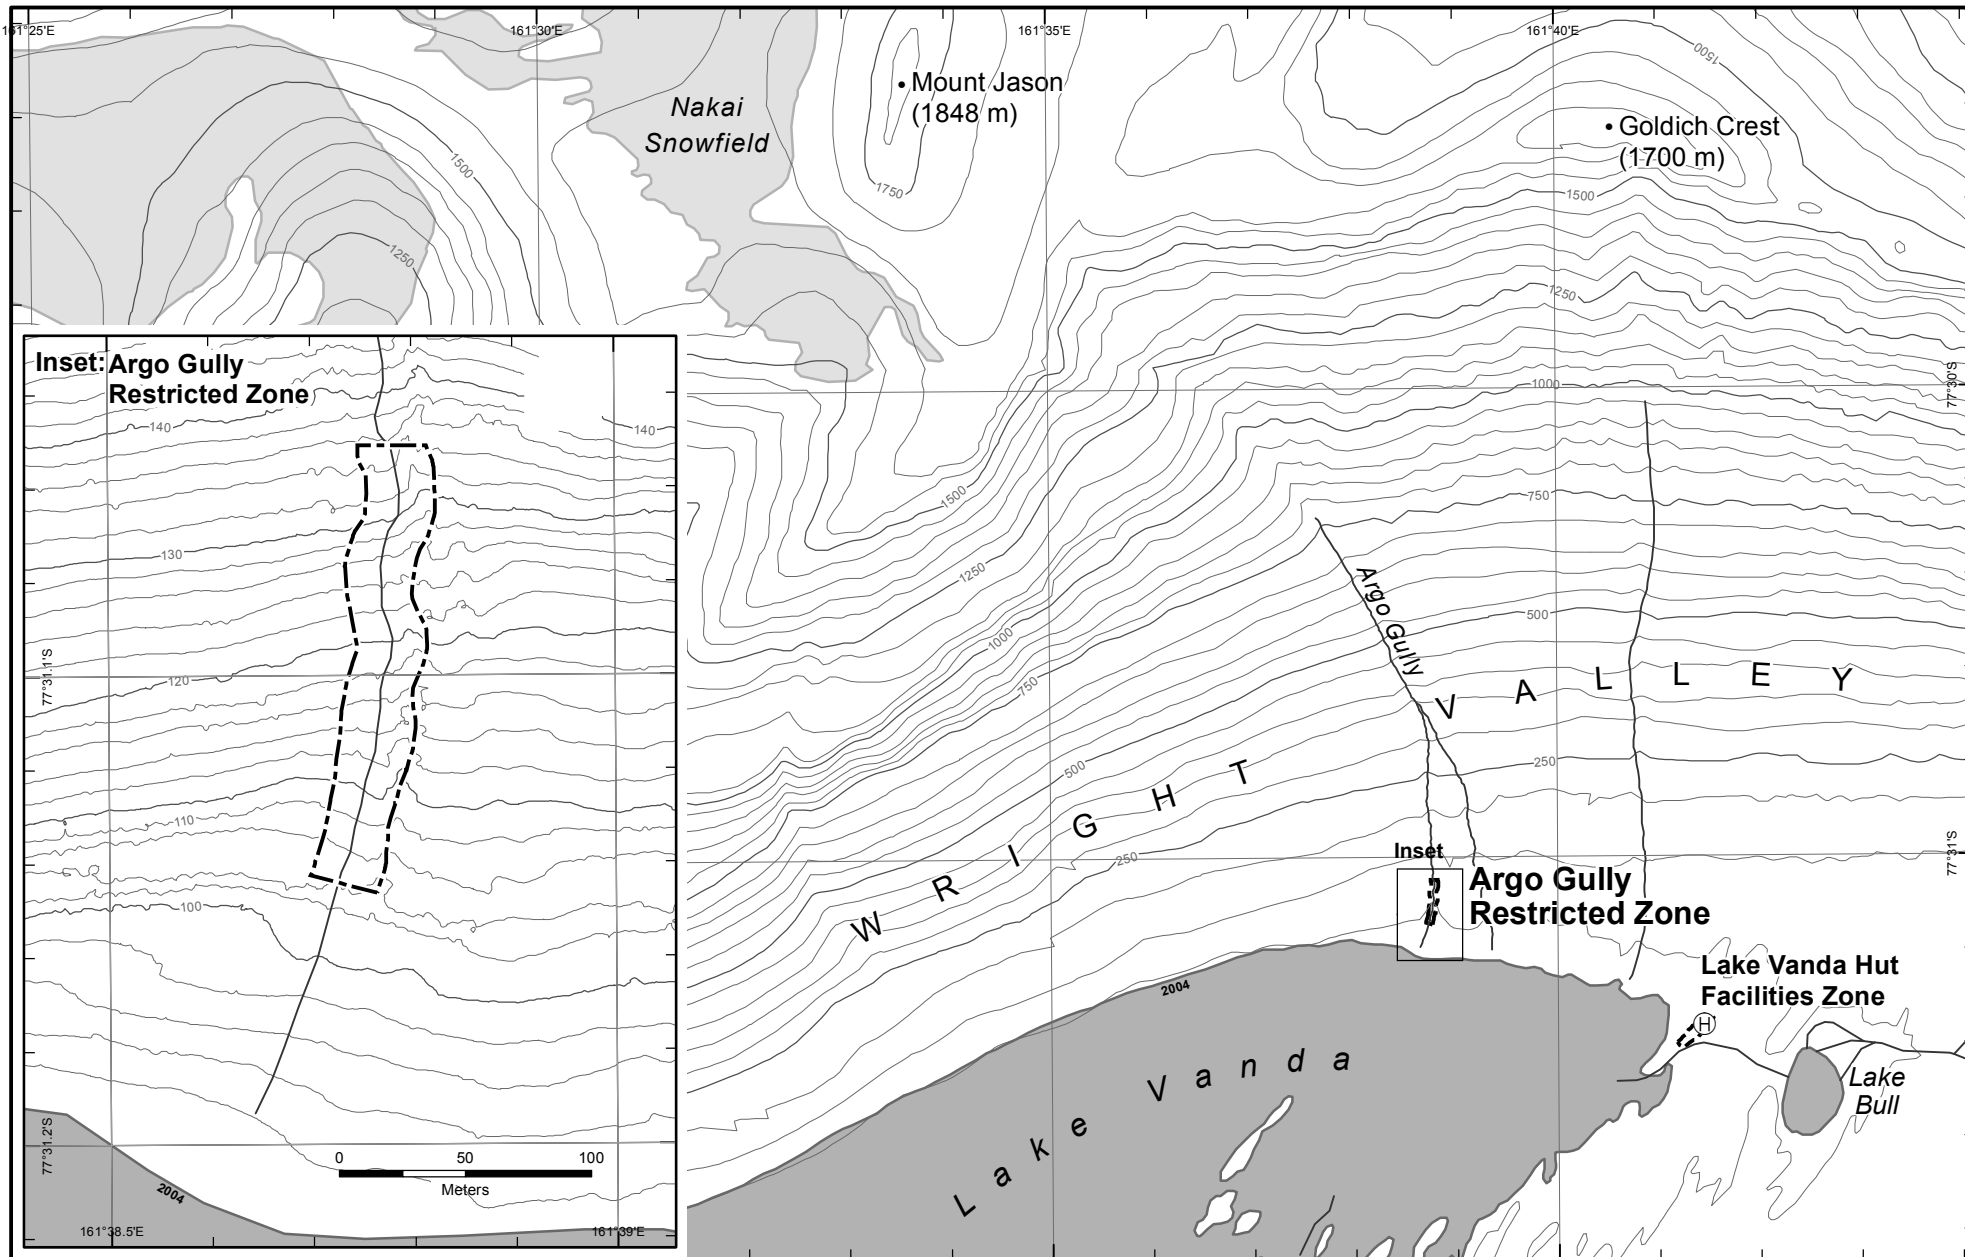 161°25'E
161°30'E
161°35'E
161°40'E
Mount Jason
(1848 m)
Nakai
Snowfield
Goldich Crest
(1700 m)
1500
1500
1750
1500
1250
1250
Inset: Argo Gully
Restricted Zone
140
140
130
120
110
100
77°31.1'S
77°31.2'S
0 50 100
Meters
2004
161°38.5'E
161°39'E
1000
77°30'S
1500
750
1250
Argo Gully
500
1000
750
WRIGHT VALLEY
500
250
250
Inset
77°31'S
Argo Gully
Restricted Zone
Lake Vanda Hut
Facilities Zone
H
2004
Lake Vanda
Lake
Bull